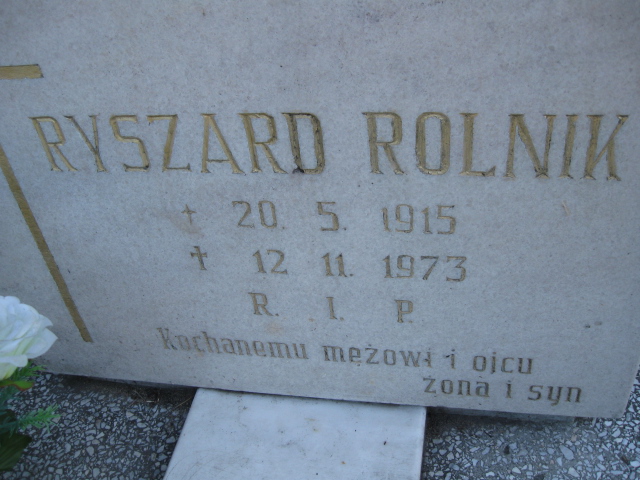 RYSZARD ROLNIK
* 20. 5. 1915
† 12 11. 1973
R. I. P.
Kochanemu mężowi i ojcu
żona i syn